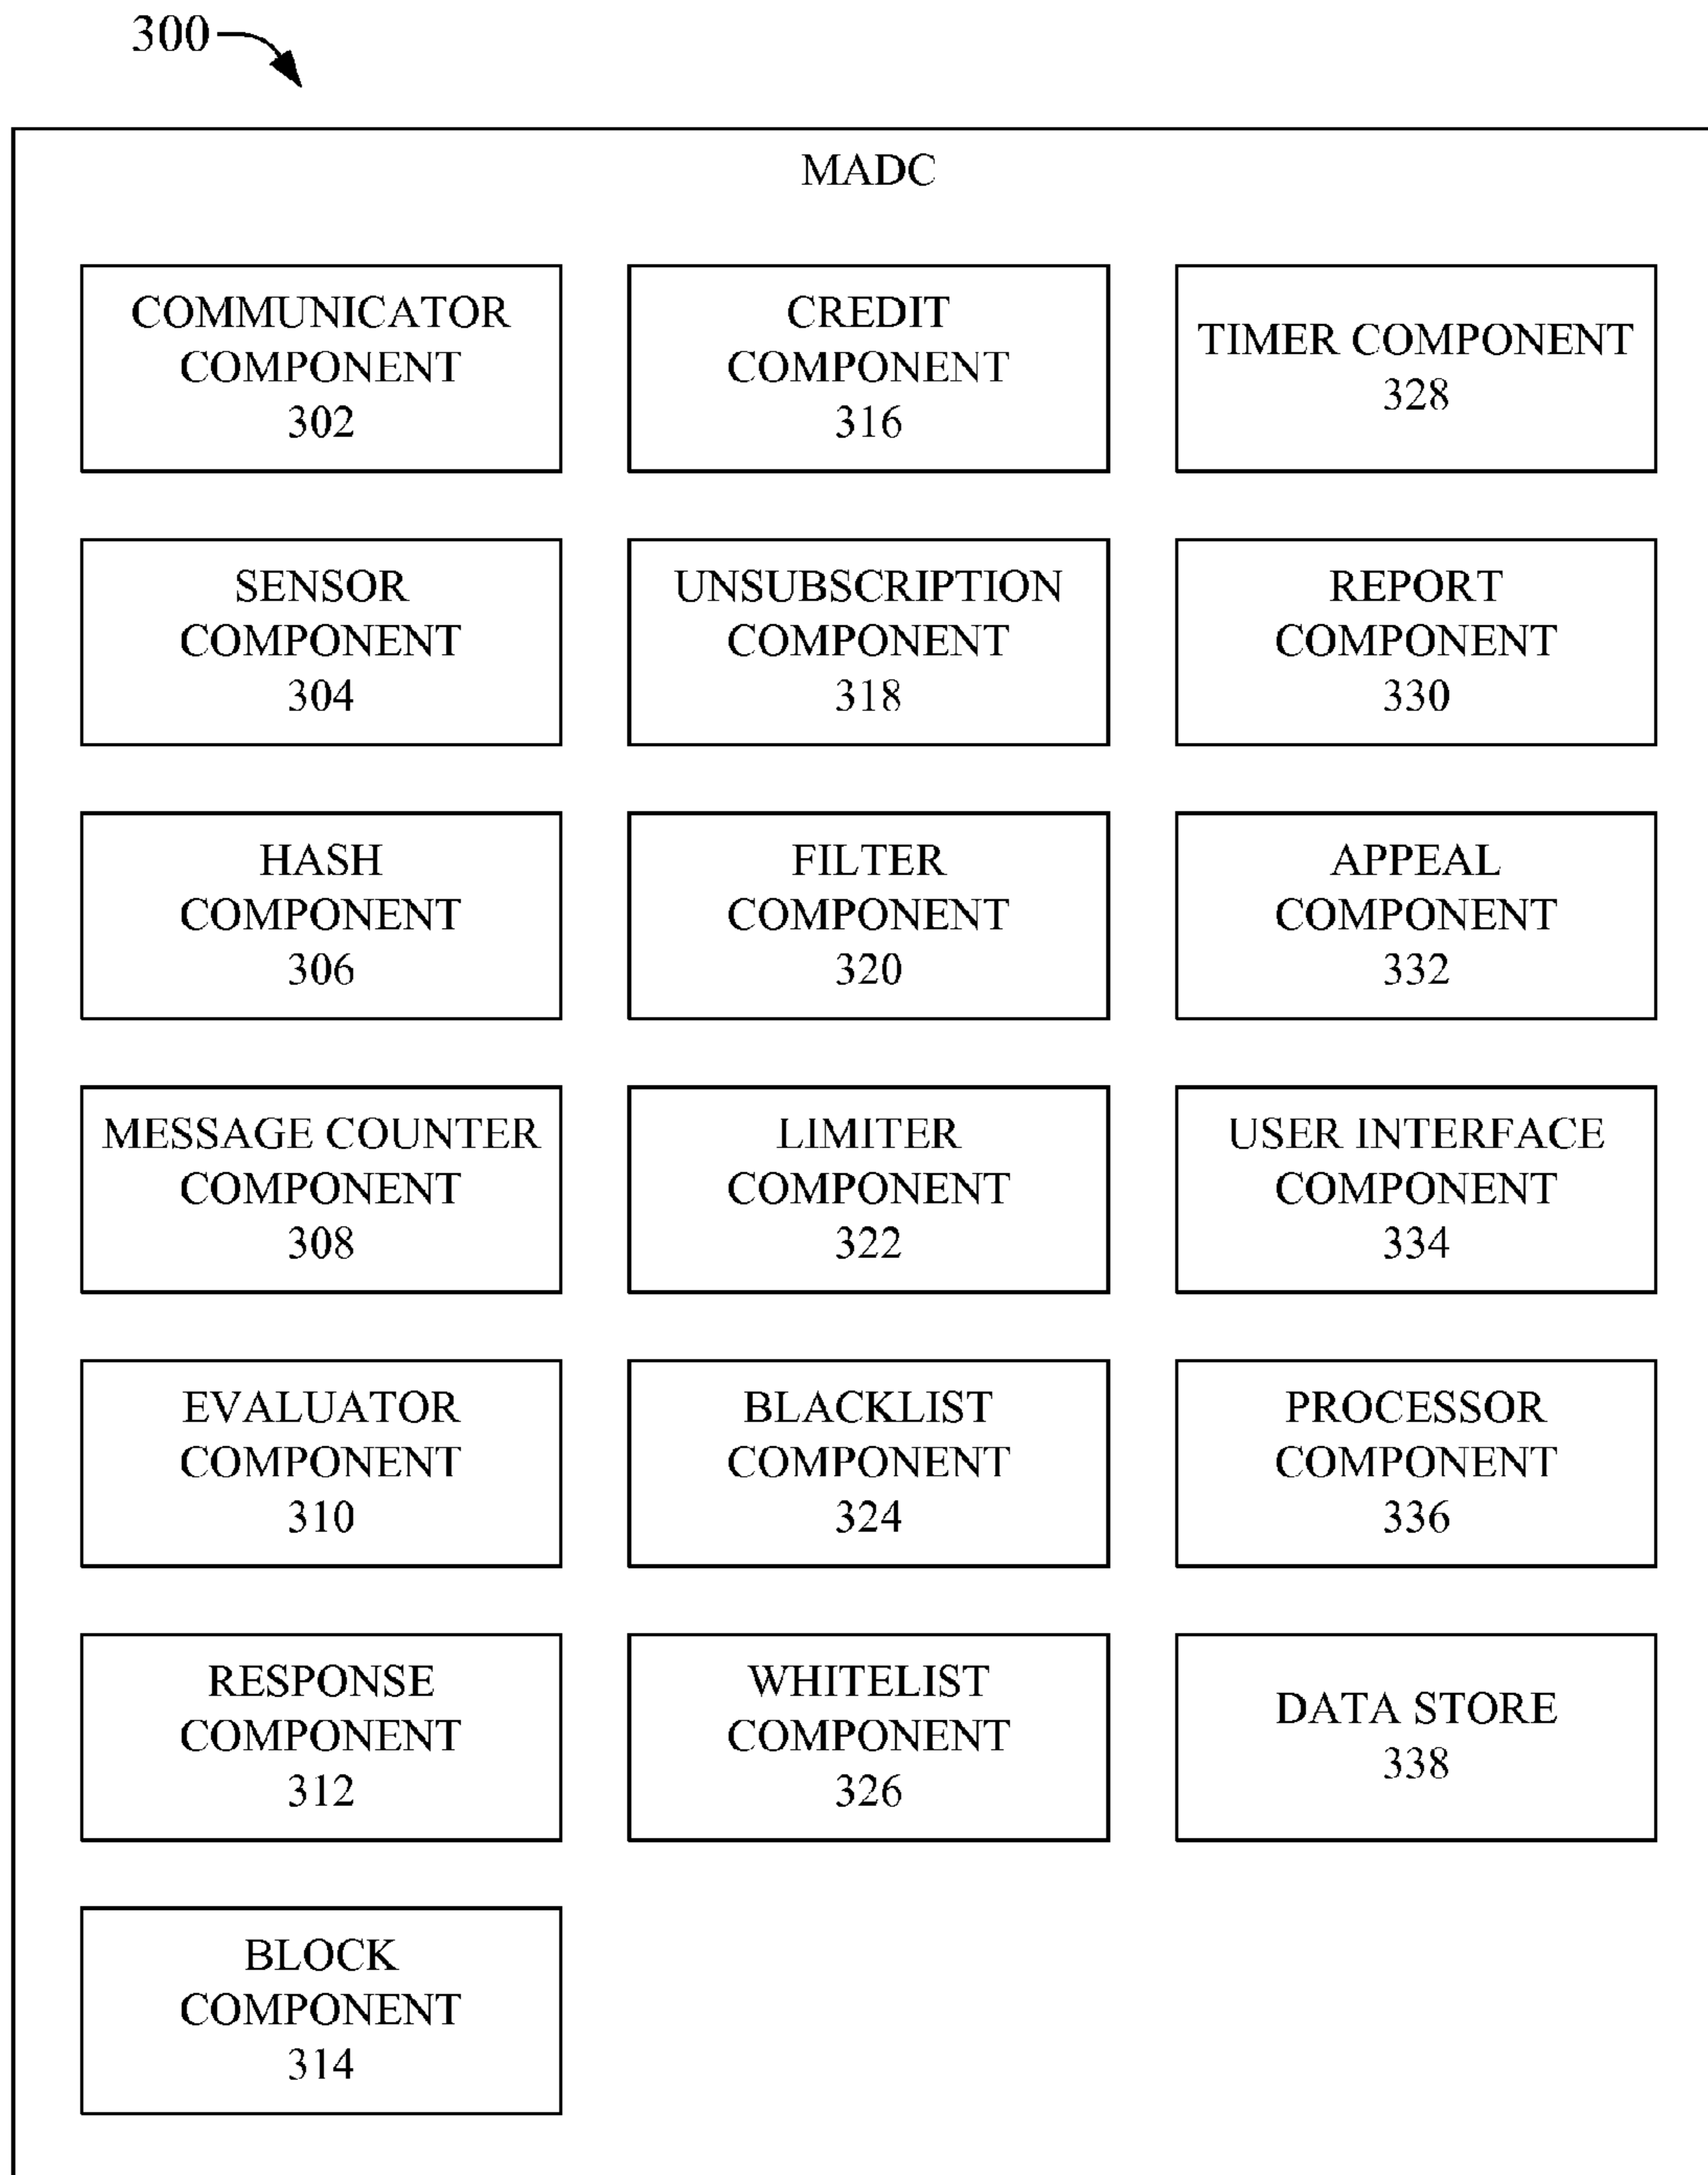 300
MADC
COMMUNICATOR
COMPONENT
302
SENSOR
COMPONENT
304
HASH
COMPONENT
306
MESSAGE COUNTER
COMPONENT
308
EVALUATOR
COMPONENT
310
RESPONSE
COMPONENT
312
BLOCK
COMPONENT
314
CREDIT
COMPONENT
316
UNSUBSCRIPTION
COMPONENT
318
FILTER
COMPONENT
320
LIMITER
COMPONENT
322
BLACKLIST
COMPONENT
324
WHITELIST
COMPONENT
326
TIMER COMPONENT
328
REPORT
COMPONENT
330
APPEAL
COMPONENT
332
USER INTERFACE
COMPONENT
334
PROCESSOR
COMPONENT
336
DATA STORE
338